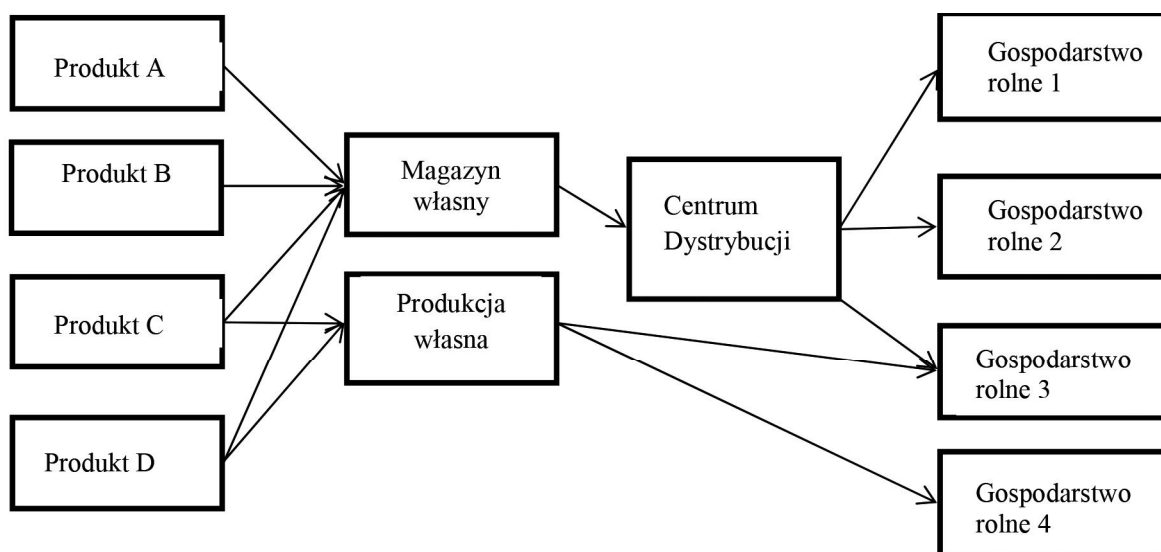 Produkt A
Produkt B
Produkt C
Produkt D
Magazyn
własny
Produkcja
własna
Centrum
Dystrybucji
Gospodarstwo
rolne 1
Gospodarstwo
rolne 2
Gospodarstwo
rolne 3
Gospodarstwo
rolne 4